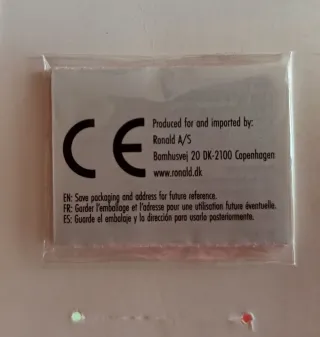 CE
Produced for and imported by:
Ronald A/S
Bomhusvej 20 DK-2100 Copenhagen
www.ronald.dk
EN: Save packaging and address for future reference.
FR: Garder l'emballage et l'adresse pour une utilisation future éventuelle.
ES: Guarde el embalaje y la dirección para usarlo posteriormente.